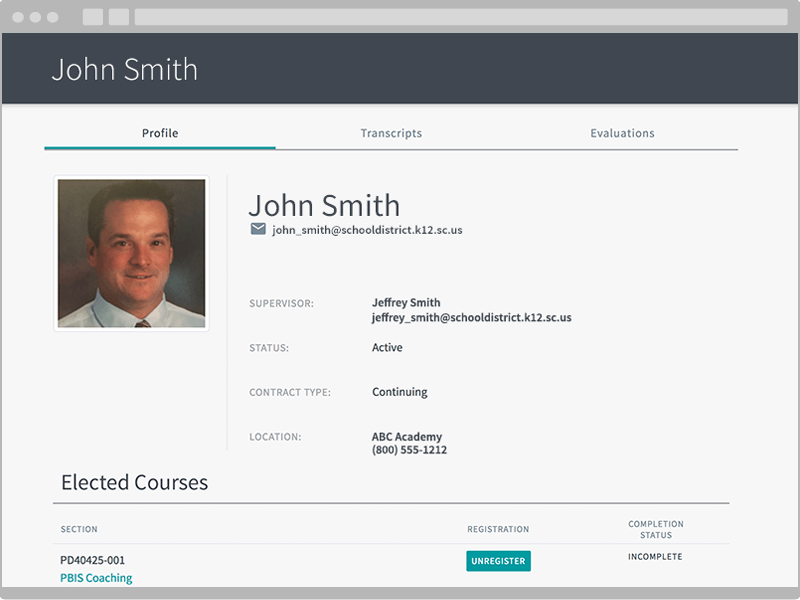 John Smith
Profile Transcripts Evaluations
John Smith
john_smith@schooldistrict.k12.sc.us
SUPERVISOR: Jeffrey Smith
jeffrey_smith@schooldistrict.k12.sc.us
STATUS: Active
CONTRACT TYPE: Continuing
LOCATION: ABC Academy
(800) 555-1212
Elected Courses
SECTION REGISTRATION COMPLETION
STATUS
PD40425-001 UNREGISTER INCOMPLETE
PBIS Coaching